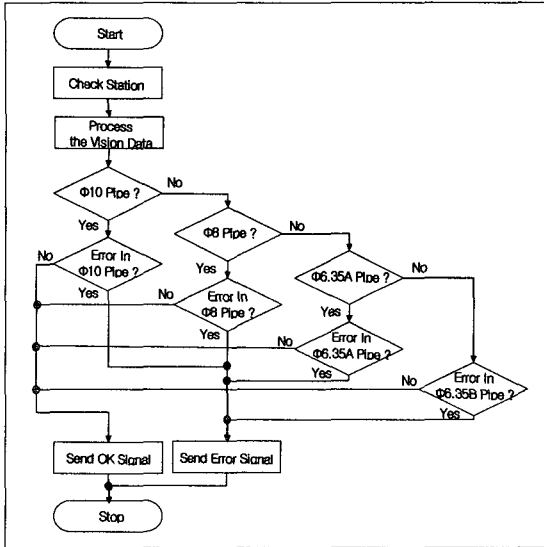 Start
Check Station
Process
the Vision Data
Φ10 Pipe ?
No
Yes
Φ8 Pipe ?
No
Yes
No
Error In
Φ10 Pipe ?
Yes
Φ6.35A Pipe ?
No
Yes
No
Error In
Φ8 Pipe ?
Yes
No
Error In
Φ6.35A Pipe ?
Yes
No
Error In
Φ6.35B Pipe ?
Yes
Send OK Signal
Send Error Signal
Stop